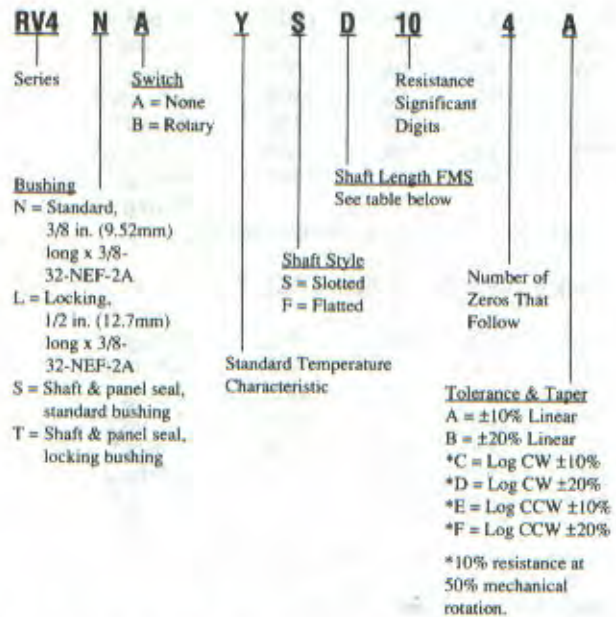 RV4 N A Y S D 10 4 A
Series
Switch
A = None
B = Rotary
Resistance
Significant
Digits
Bushing
N = Standard,
3/8 in. (9.52mm)
long x 3/8-
32-NEF-2A
L = Locking,
1/2 in. (12.7mm)
long x 3/8-
32-NEF-2A
S = Shaft & panel seal,
standard bushing
T = Shaft & panel seal,
locking bushing
Shaft Length FMS
See table below
Shaft Style
S = Slotted
F = Flatted
Number of
Zeros That
Follow
Standard Temperature
Characteristic
Tolerance & Taper
A = ±10% Linear
B = ±20% Linear
*C = Log CW ±10%
*D = Log CW ±20%
*E = Log CCW ±10%
*F = Log CCW ±20%
*10% resistance at
50% mechanical
rotation.